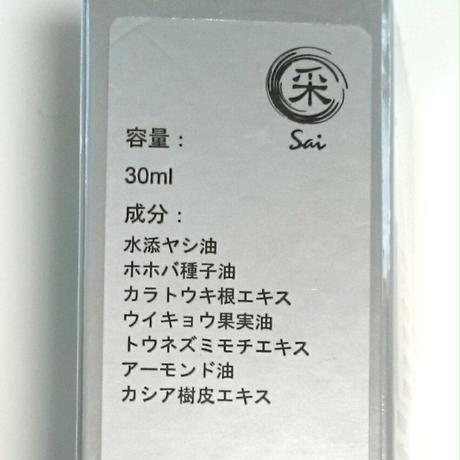 采
Sai
容量：
30ml
成分：
水添ヤシ油
ホホバ種子油
カラトウキ根エキス
ウイキョウ果実油
トウネズミモチエキス
アーモンド油
カシア樹皮エキス